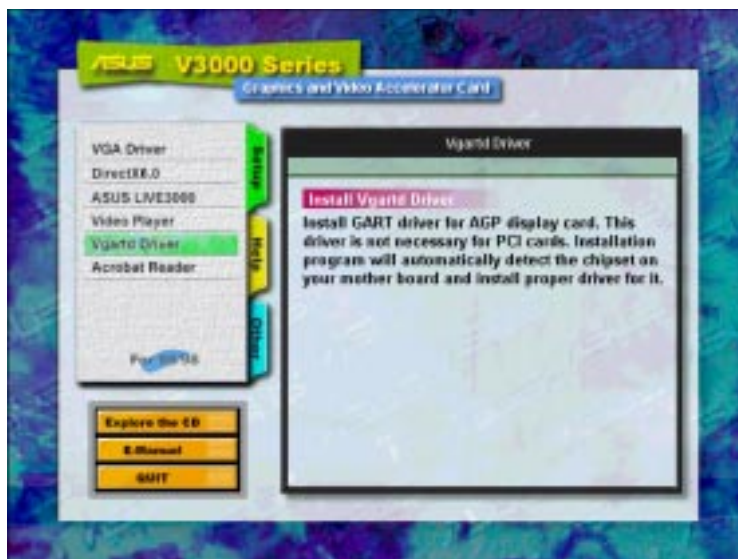 ASUS V3000 Series
Graphics and Video Accelerator Card
VGA Driver
DirectX6.0
ASUS LIVE3000
Video Player
Vgartd Driver
Acrobat Reader
Setup
Help
Other
For
Explore the CD
E-Manual
QUIT
Vgartd Driver
Install Vgartd Driver
Install GART driver for AGP display card. This
driver is not necessary for PCI cards. Installation
program will automatically detect the chipset on
your mother board and install proper driver for it.